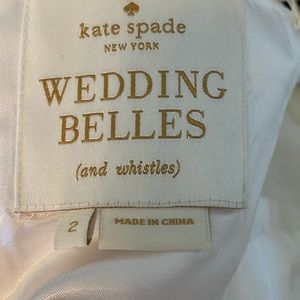 kate spade
NEW YORK
WEDDING
BELLES
(and whistles)
2
MADE IN CHINA